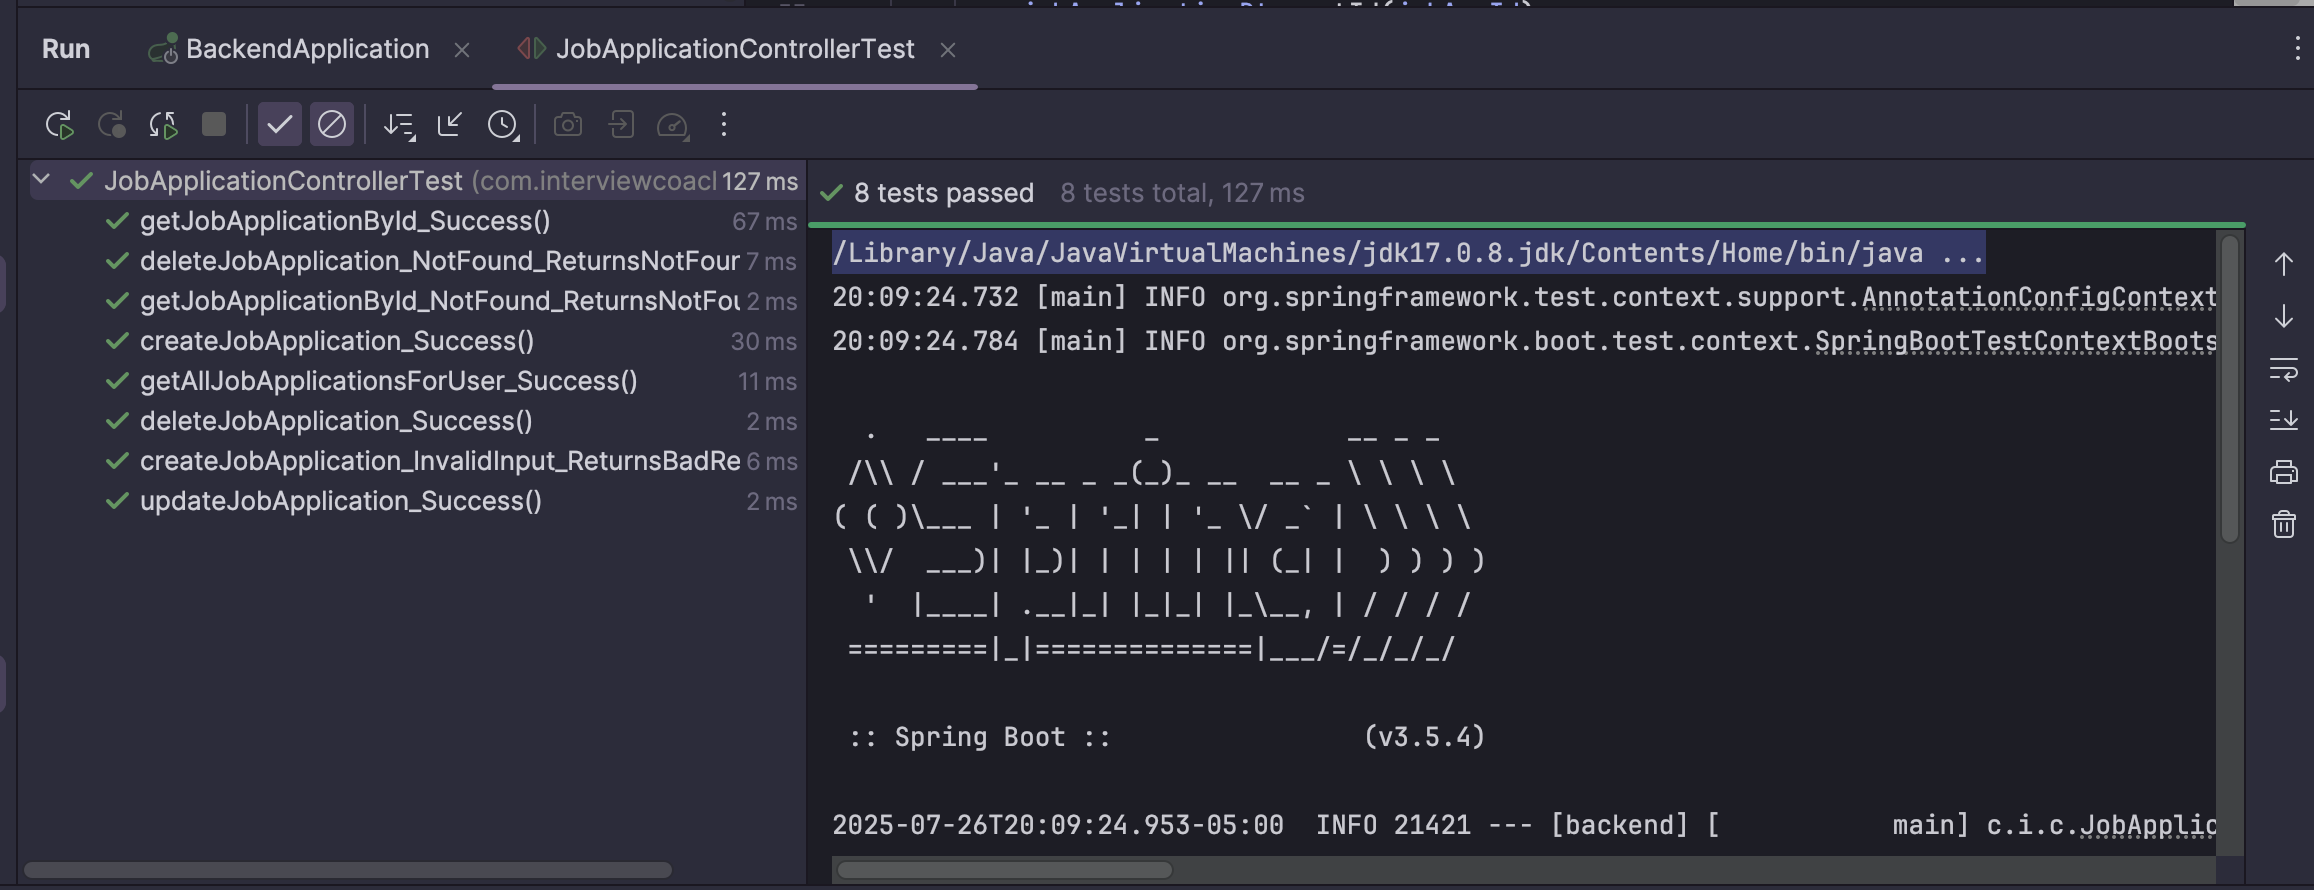 Run BackendApplication JobApplicationControllerTest
JobApplicationControllerTest (com.interviewcoacl 127 ms
getJobApplicationById_Success() 67 ms
deleteJobApplication_NotFound_ReturnsNotFour 7 ms
getJobApplicationById_NotFound_ReturnsNotFou 2 ms
createJobApplication_Success() 30 ms
getAllJobApplicationsForUser_Success() 11 ms
deleteJobApplication_Success() 2 ms
createJobApplication_InvalidInput_ReturnsBadRe 6 ms
updateJobApplication_Success() 2 ms
8 tests passed 8 tests total, 127 ms
/Library/Java/JavaVirtualMachines/jdk17.0.8.jdk/Contents/Home/bin/java ...
20:09:24.732 [main] INFO org.springframework.test.context.support.AnnotationConfigContext
20:09:24.784 [main] INFO org.springframework.boot.test.context.SpringBootTestContextBoots
  .   ____          _            __ _ _
 /\\ / ___'_ __ _ _(_)_ __  __ _ \ \ \ \
( ( )\___ | '_ | '_| | '_ \/ _` | \ \ \ \
 \\/  ___)| |_)| | | | | || (_| |  ) ) ) )
  '  |____| .__|_| |_|_| |_\__, | / / / /
 =========|_|==============|___/=/_/_/_/
 :: Spring Boot ::                (v3.5.4)
2025-07-26T20:09:24.953-05:00  INFO 21421 --- [backend] [           main] c.i.c.JobApplic